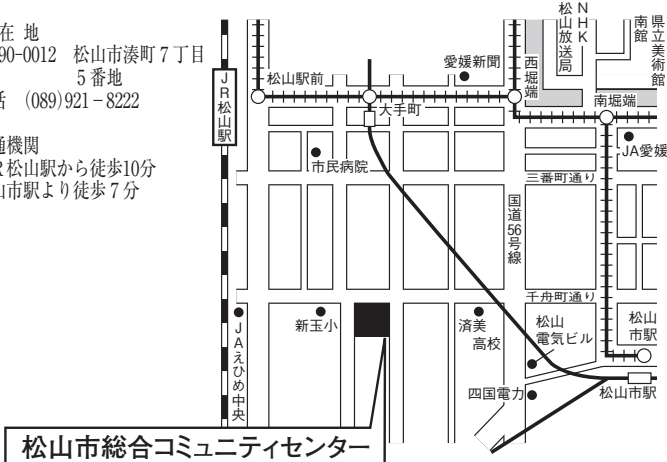 在 地
90-0012 松山市湊町７丁目
５番地
話 (089)921－8222
通機関
R松山駅から徒歩10分
山市駅より徒歩７分
JR松山駅
松山駅前
大手町
愛媛新聞
西堀端
松山放送局
NHK
南館
県立美術館
南堀端
JA愛媛
市民病院
三番町通り
国道56号線
千舟町通り
JAえひめ中央
新玉小
済美
高校
松山
電気ビル
松山
市駅
四国電力
松山市駅
松山市総合コミュニティセンター